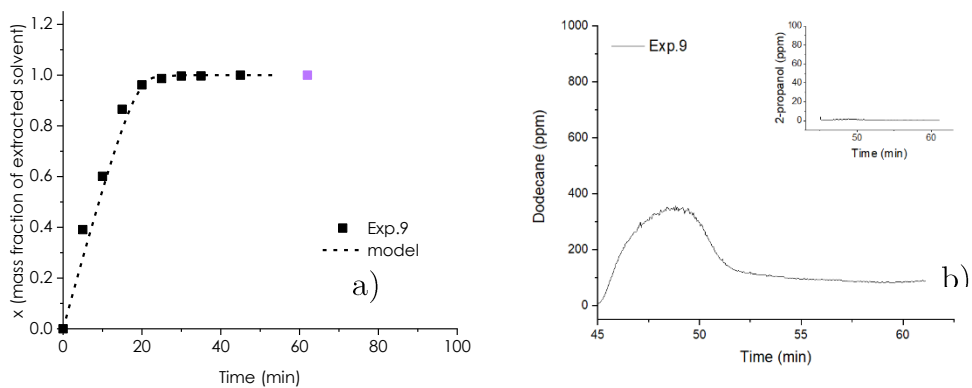 1.2
1.0
0.8
0.6
0.4
0.2
0.0
x (mass fraction of extracted solvent)
Exp.9
model
a)
0 20 40 60 80 100
Time (min)
1000
800
600
400
200
0
Dodecane (ppm)
Exp.9
100
80
60
40
20
0
2-propanol (ppm)
50 60
Time (min)
b)
45 50 55 60
Time (min)